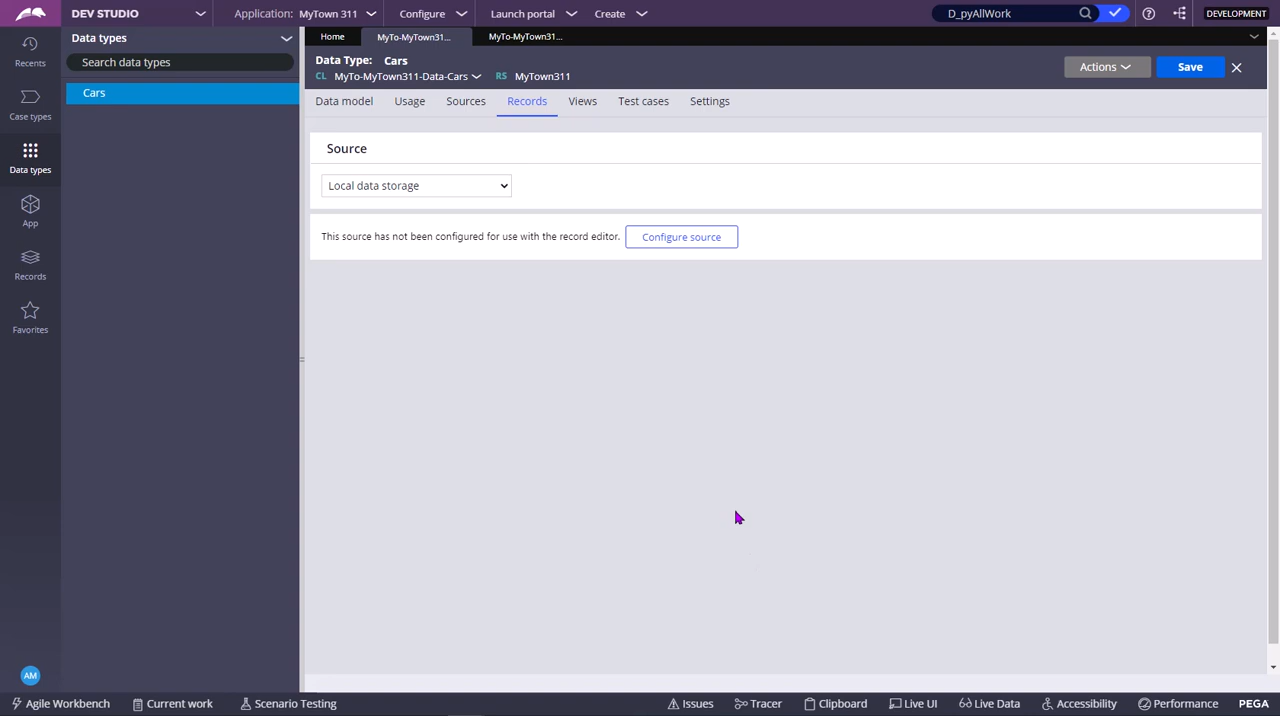 DEV STUDIO Application: MyTown 311 Configure Launch portal Create D_pyAllWork DEVELOPMENT
Recents
Case types
Data types
App
Records
Favorites
AM
Data types
Search data types
Cars
Home MyTo-MyTown31... MyTo-MyTown31...
Data Type: Cars
CL MyTo-MyTown311-Data-Cars RS MyTown311
Actions Save
Data model Usage Sources Records Views Test cases Settings
Source
Local data storage
This source has not been configured for use with the record editor. Configure source
Agile Workbench Current work Scenario Testing Issues Tracer Clipboard Live UI Live Data Accessibility Performance PEGA